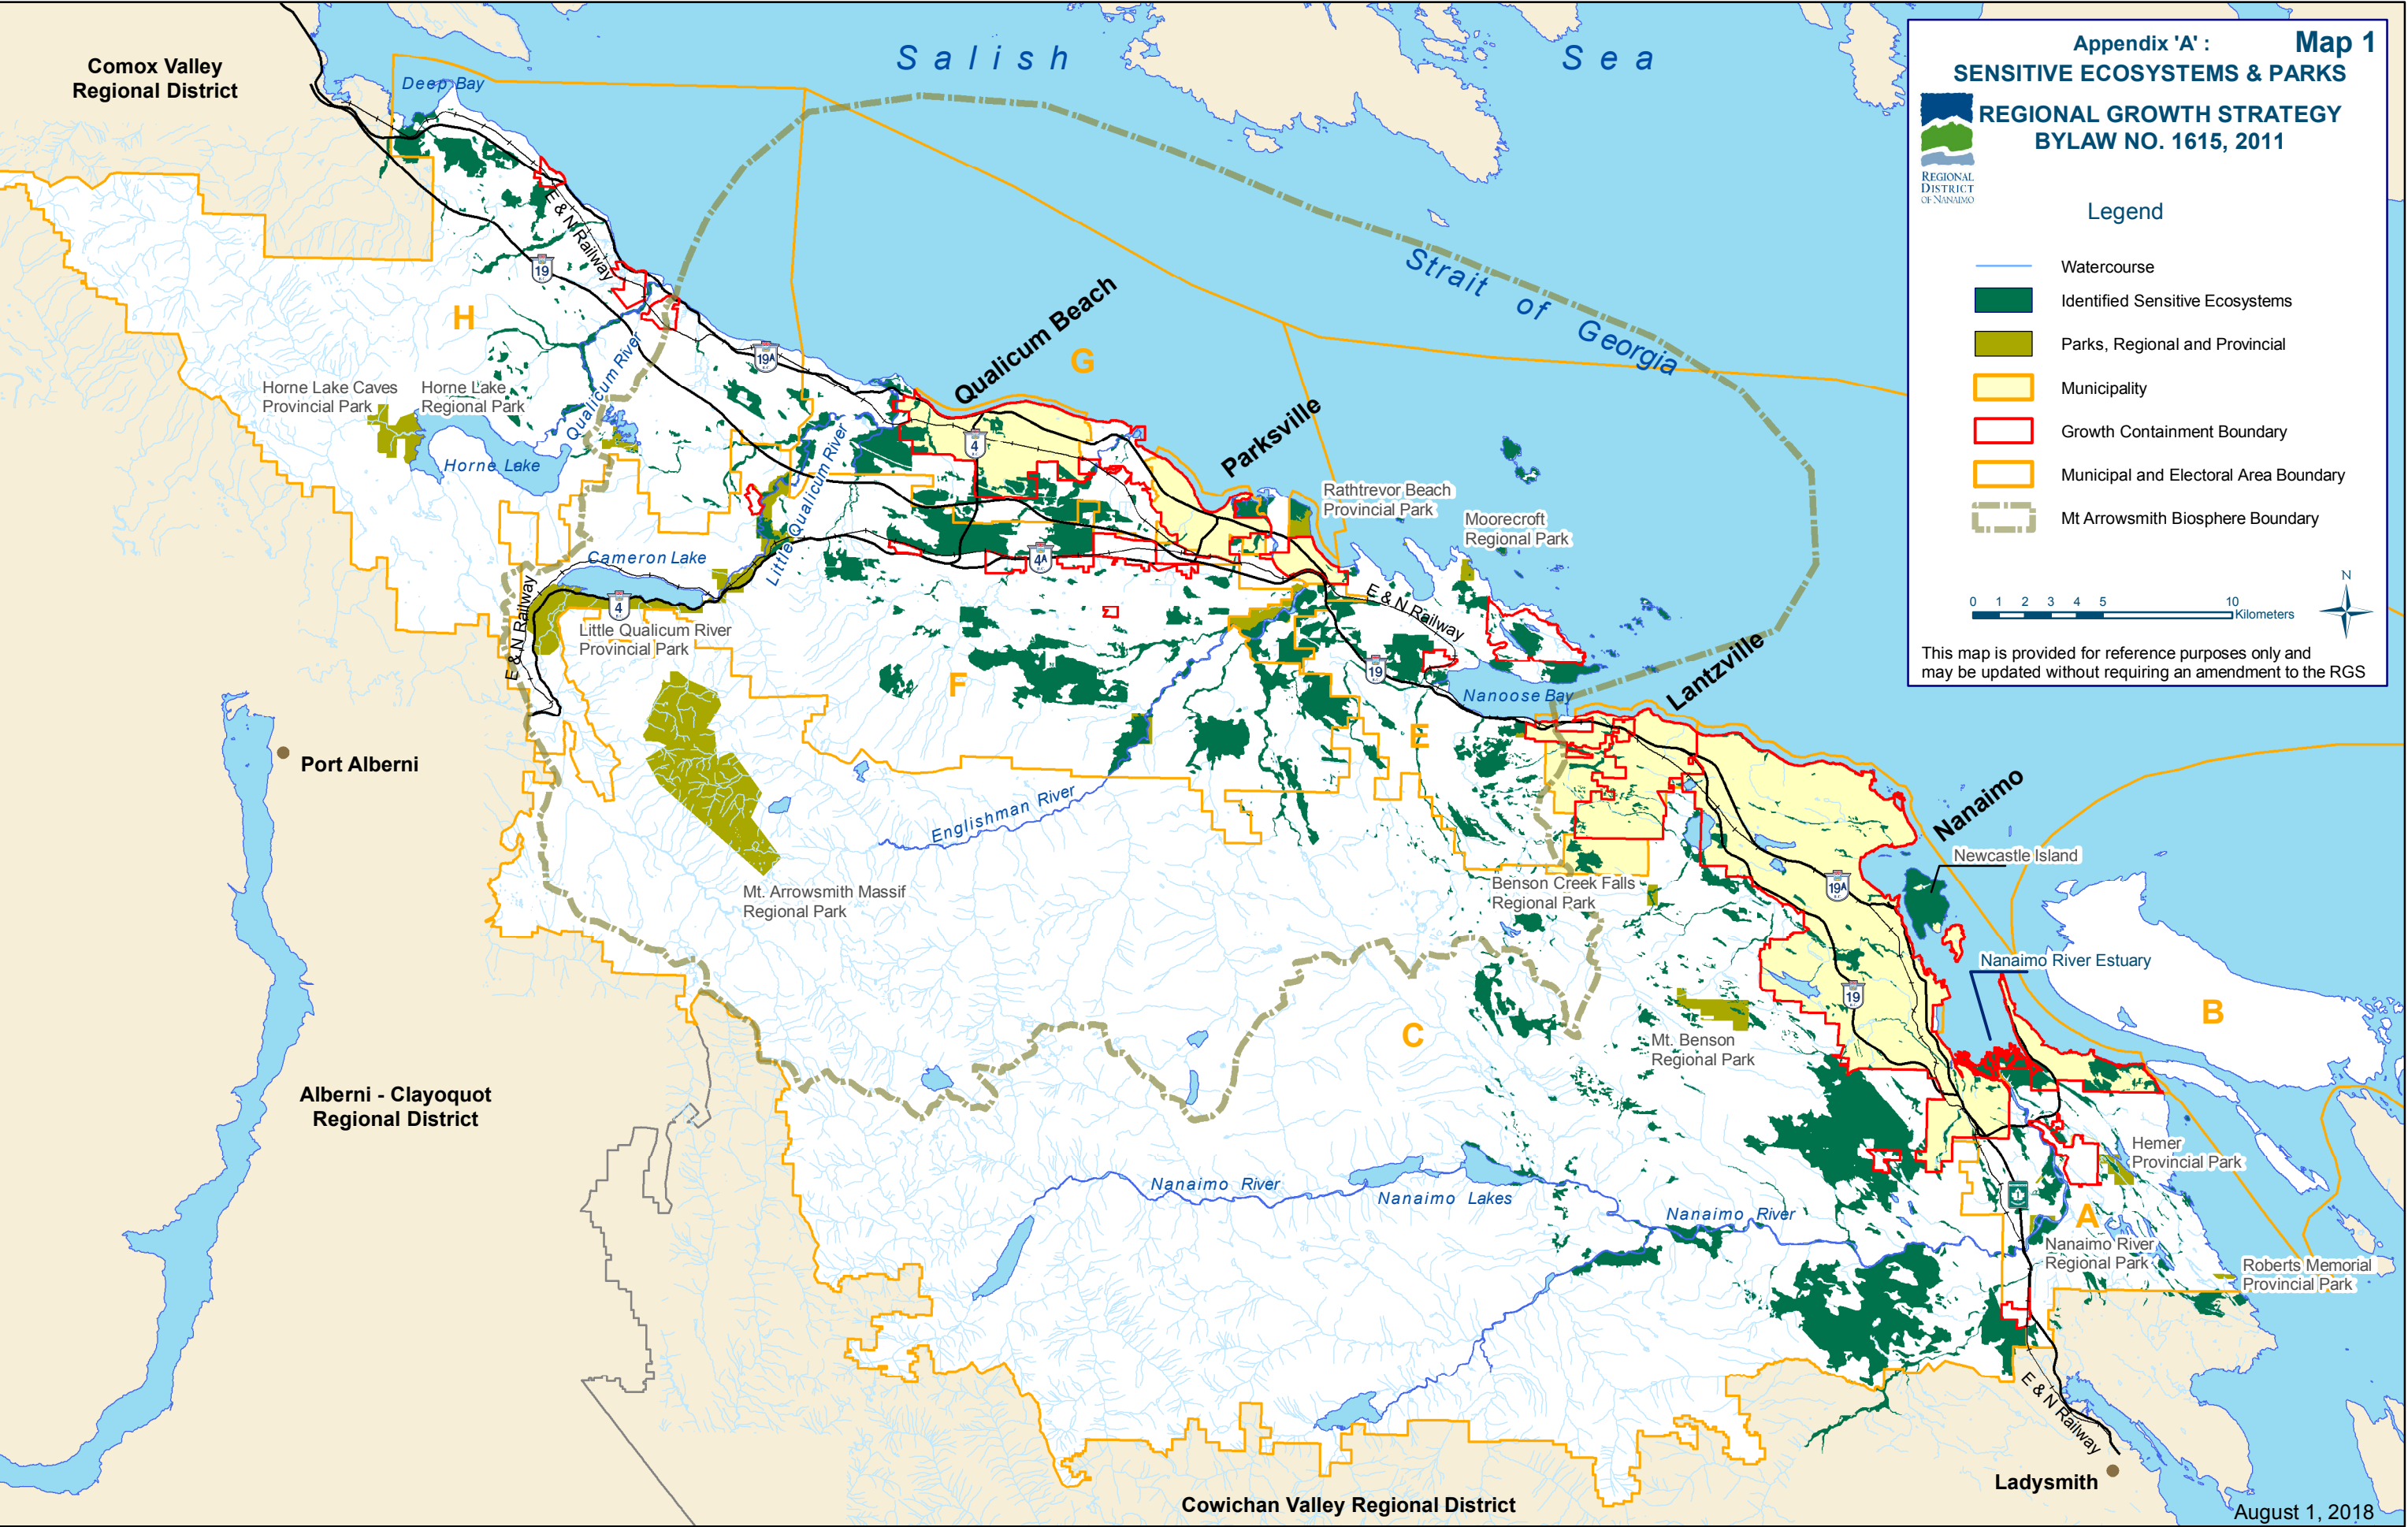 Appendix 'A' :
Map 1
SENSITIVE ECOSYSTEMS & PARKS
REGIONAL GROWTH STRATEGY
BYLAW NO. 1615, 2011
REGIONAL
DISTRICT
OF NANAIMO
Legend
Watercourse
Identified Sensitive Ecosystems
Parks, Regional and Provincial
Municipality
Growth Containment Boundary
Municipal and Electoral Area Boundary
Mt Arrowsmith Biosphere Boundary
N
0 1 2 3 4 5 10
Kilometers
This map is provided for reference purposes only and
may be updated without requiring an amendment to the RGS
Salish Sea
Comox Valley
Regional District
Deep Bay
E & N Railway
19
H
Strait of Georgia
Qualicum Beach
G
19A
Qualicum River
Horne Lake Caves
Provincial Park
Horne Lake
Regional Park
Horne Lake
4
Parksville
Little Qualicum River
Rathtrevor Beach
Provincial Park
Moorecroft
Regional Park
Cameron Lake
4A
4
E & N Railway
E & N Railway
Little Qualicum River
Provincial Park
F
19
Nanoose Bay
Lantzville
E
Port Alberni
Englishman River
Nanaimo
Newcastle Island
Mt. Arrowsmith Massif
Regional Park
Benson Creek Falls
Regional Park
19A
Nanaimo River Estuary
19
B
C
Mt. Benson
Regional Park
Alberni - Clayoquot
Regional District
Hemer
Provincial Park
Nanaimo River
Nanaimo Lakes
Nanaimo River
1
A
Nanaimo River
Regional Park
Roberts Memorial
Provincial Park
E & N Railway
Ladysmith
Cowichan Valley Regional District
August 1, 2018